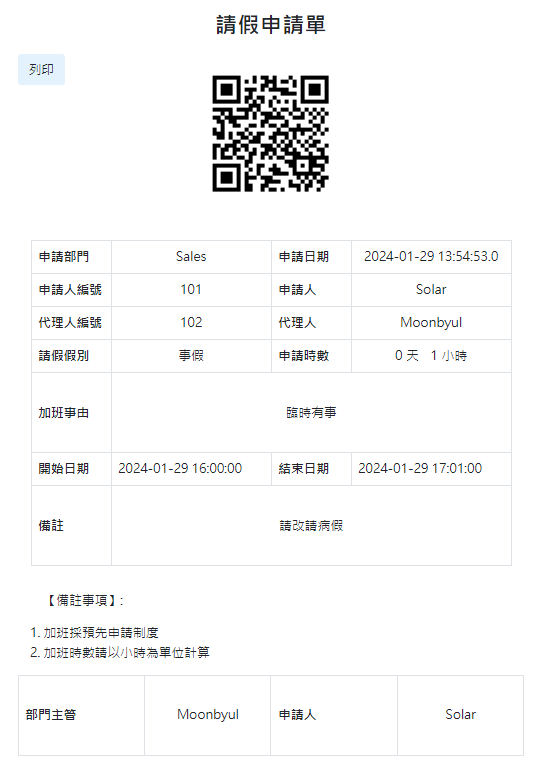 請假申請單
列印
申請部門 Sales 申請日期 2024-01-29 13:54:53.0
申請人編號 101 申請人 Solar
代理人編號 102 代理人 Moonbyul
請假假別 事假 申請時數 0 天 1 小時
加班事由 臨時有事
開始日期 2024-01-29 16:00:00 結束日期 2024-01-29 17:01:00
備註 請改請病假
【備註事項】:
1. 加班採預先申請制度
2. 加班時數請以小時為單位計算
部門主管 Moonbyul 申請人 Solar